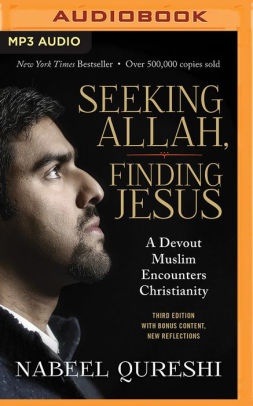 AUDIOBOOK
MP3 AUDIO
New York Times Bestseller • Over 500,000 copies sold
SEEKING
ALLAH,
FINDING
JESUS
A Devout
Muslim
Encounters
Christianity
THIRD EDITION
WITH BONUS CONTENT,
NEW REFLECTIONS
NABEEL QURESHI